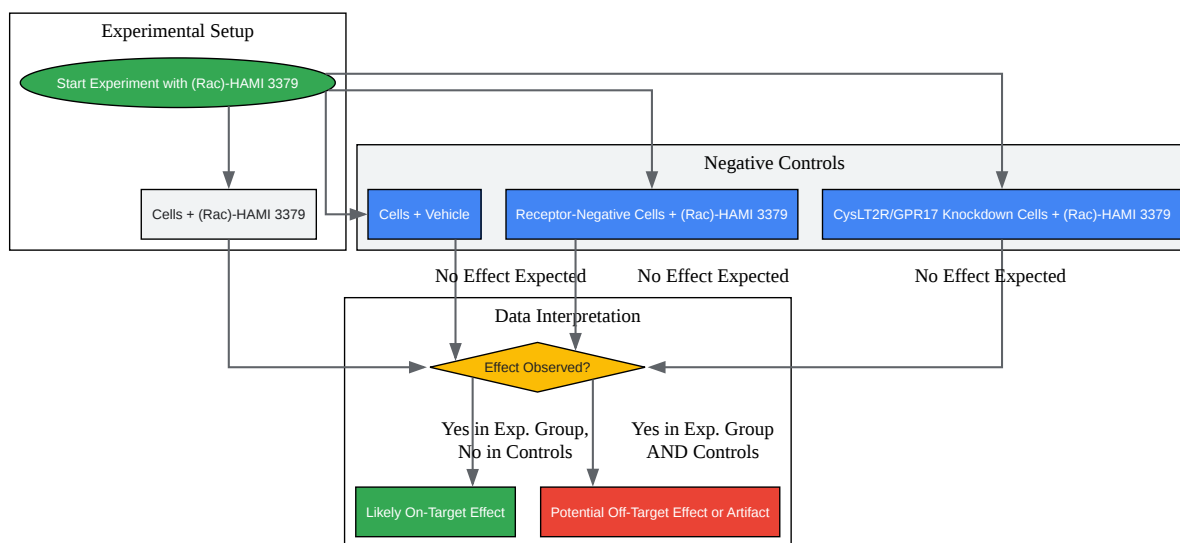 Experimental Setup
Start Experiment with (Rac)-HAMI 3379
Negative Controls
Cells + (Rac)-HAMI 3379
Cells + Vehicle
Receptor-Negative Cells + (Rac)-HAMI 3379
CysLT2R/GPR17 Knockdown Cells + (Rac)-HAMI 3379
No Effect Expected
No Effect Expected
No Effect Expected
Data Interpretation
Effect Observed?
Yes in Exp. Group,
No in Controls
Yes in Exp. Group
AND Controls
Likely On-Target Effect
Potential Off-Target Effect or Artifact